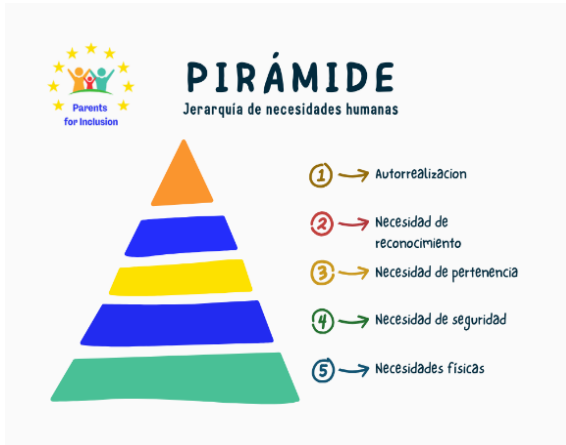 Parents
for Inclusion
PIRÁMIDE
Jerarquía de necesidades humanas
1 Autorrealizacion
2 Necesidad de
reconocimiento
3 Necesidad de pertenencia
4 Necesidad de seguridad
5 Necesidades físicas